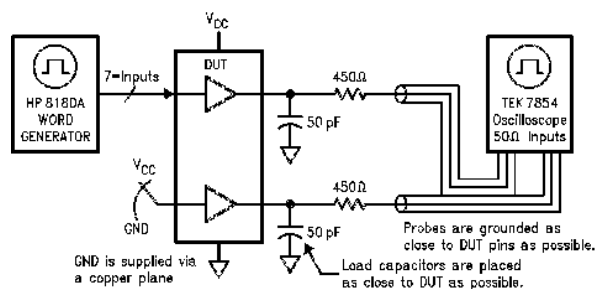 VCC
DUT
7-Inputs
HP 818DA
WORD
GENERATOR
450Ω
50 pF
TEK 7854
Oscilloscope
50Ω Inputs
VCC
GND
450Ω
50 pF
Probes are grounded as
close to DUT pins as possible.
GND is supplied via
a copper plane
Load capacitors are placed
as close to DUT as possible.